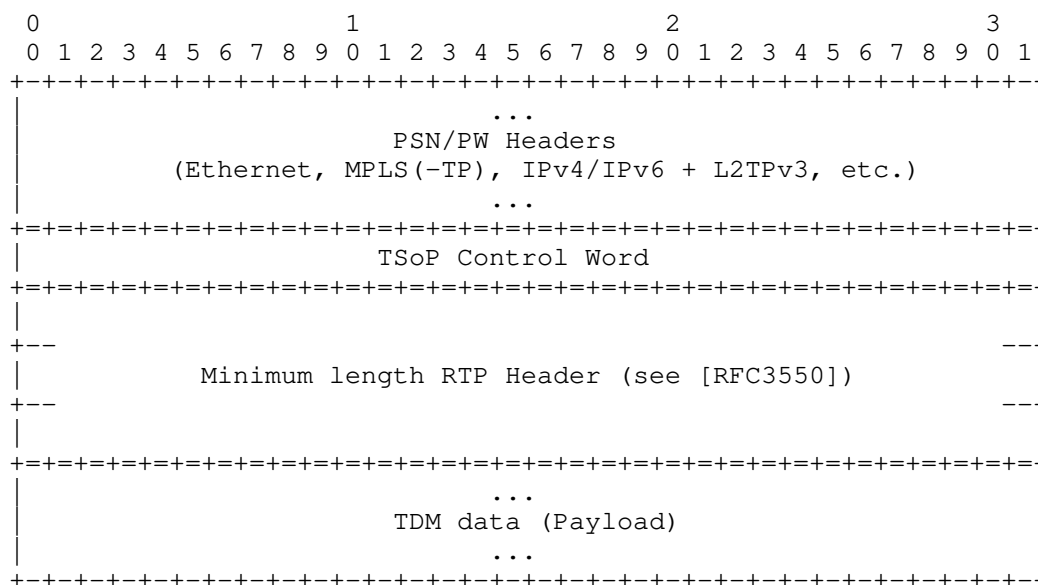 0                   1                   2                   3
 0 1 2 3 4 5 6 7 8 9 0 1 2 3 4 5 6 7 8 9 0 1 2 3 4 5 6 7 8 9 0 1
+-+-+-+-+-+-+-+-+-+-+-+-+-+-+-+-+-+-+-+-+-+-+-+-+-+-+-+-+-+-+-+-
|                             ...
|                       PSN/PW Headers
|         (Ethernet, MPLS(-TP), IPv4/IPv6 + L2TPv3, etc.)
|                             ...
+=+=+=+=+=+=+=+=+=+=+=+=+=+=+=+=+=+=+=+=+=+=+=+=+=+=+=+=+=+=+=+=
|                      TSoP Control Word
+=+=+=+=+=+=+=+=+=+=+=+=+=+=+=+=+=+=+=+=+=+=+=+=+=+=+=+=+=+=+=+=
|
+--                                                           --
|           Minimum length RTP Header (see [RFC3550])
+--                                                           --
|
+=+=+=+=+=+=+=+=+=+=+=+=+=+=+=+=+=+=+=+=+=+=+=+=+=+=+=+=+=+=+=+=
|                             ...
|                       TDM data (Payload)
|                             ...
+-+-+-+-+-+-+-+-+-+-+-+-+-+-+-+-+-+-+-+-+-+-+-+-+-+-+-+-+-+-+-+-